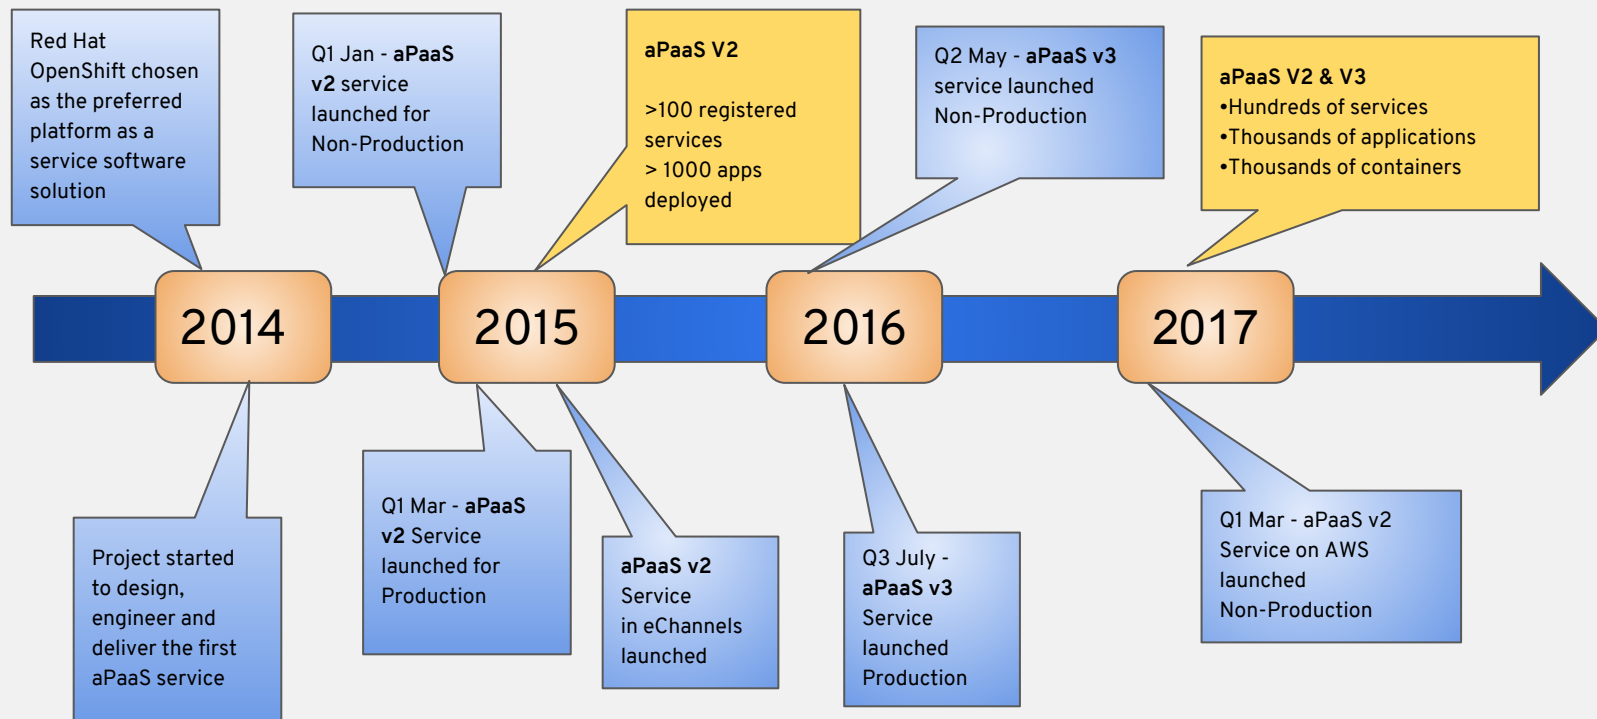 Red Hat
OpenShift chosen
as the preferred
platform as a
service software
solution
Q1 Jan - aPaaS
v2 service
launched for
Non-Production
aPaaS V2
>100 registered
services
> 1000 apps
deployed
Q2 May - aPaaS v3
service launched
Non-Production
aPaaS V2 & V3
•Hundreds of services
•Thousands of applications
•Thousands of containers
2014
2015
2016
2017
Project started
to design,
engineer and
deliver the first
aPaaS service
Q1 Mar - aPaaS
v2 Service
launched for
Production
aPaaS v2
Service
in eChannels
launched
Q3 July -
aPaaS v3
Service
launched
Production
Q1 Mar - aPaaS v2
Service on AWS
launched
Non-Production